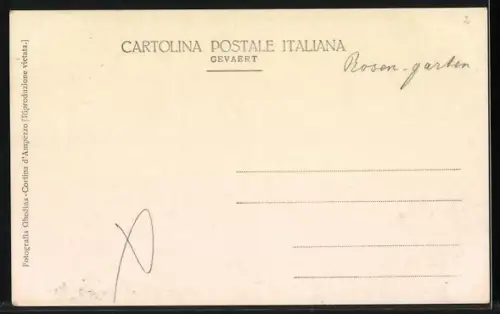 2
CARTOLINA POSTALE ITALIANA
GEVAERT
Rosen-garten
Fotografia Ghedina - Cortina d'Ampezzo [Riproduzione vietata.]